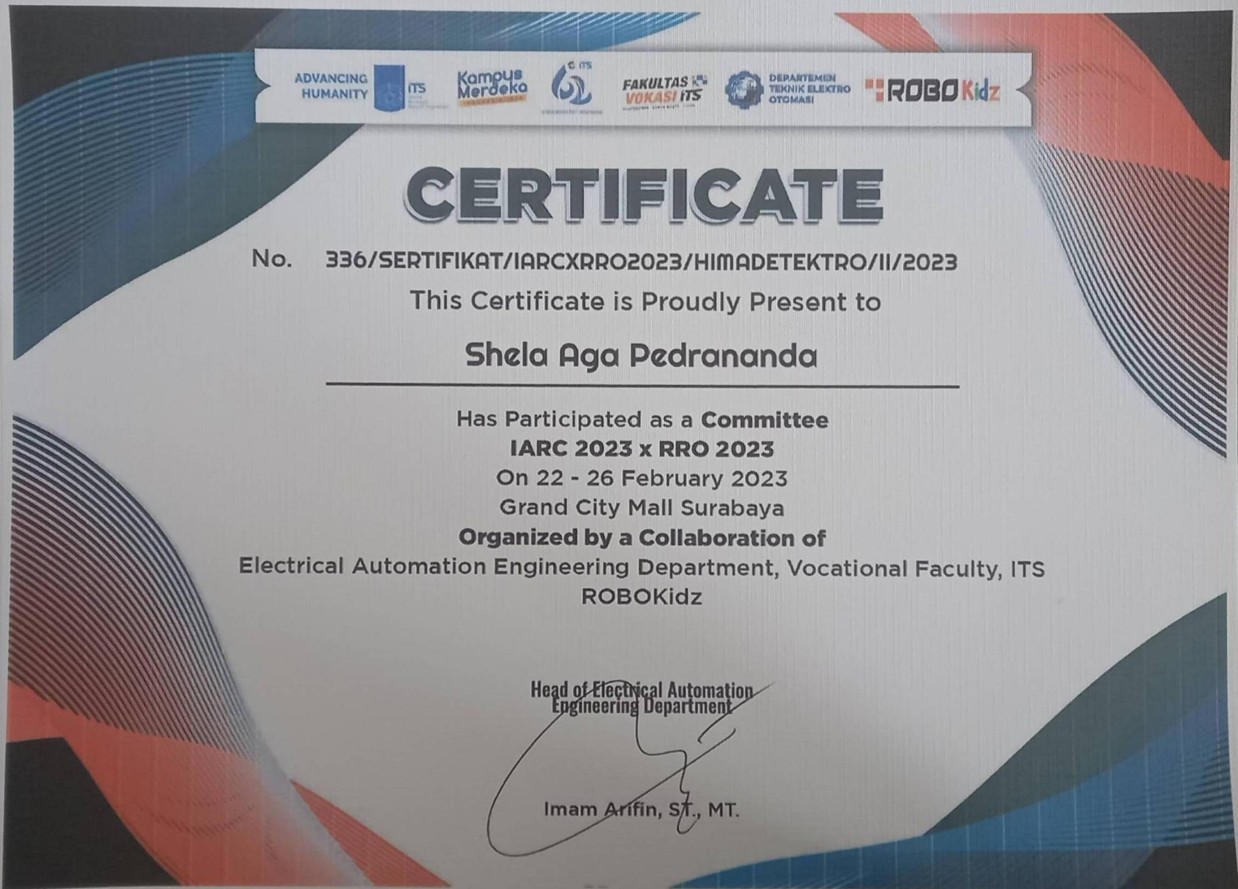 ADVANCING
HUMANITY
ITS
Kampus
Merdeka
ITS
FAKULTAS
VOKASI ITS
DEPARTEMEN
TEKNIK ELEKTRO
OTOMASI
ROBOKidz
CERTIFICATE
No. 336/SERTIFIKAT/IARCXRRO2023/HIMADETEKTRO/II/2023
This Certificate is Proudly Present to
Shela Aga Pedrananda
Has Participated as a Committee
IARC 2023 x RRO 2023
On 22 - 26 February 2023
Grand City Mall Surabaya
Organized by a Collaboration of
Electrical Automation Engineering Department, Vocational Faculty, ITS
ROBOKidz
Head of Electrical Automation
Engineering Department
Imam Arifin, ST., MT.